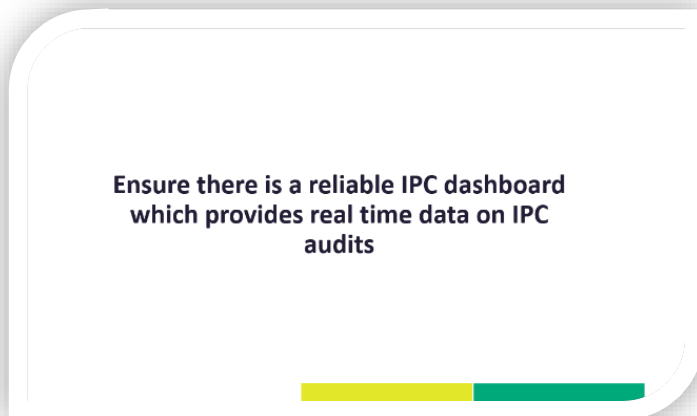 Ensure there is a reliable IPC dashboard
which provides real time data on IPC
audits